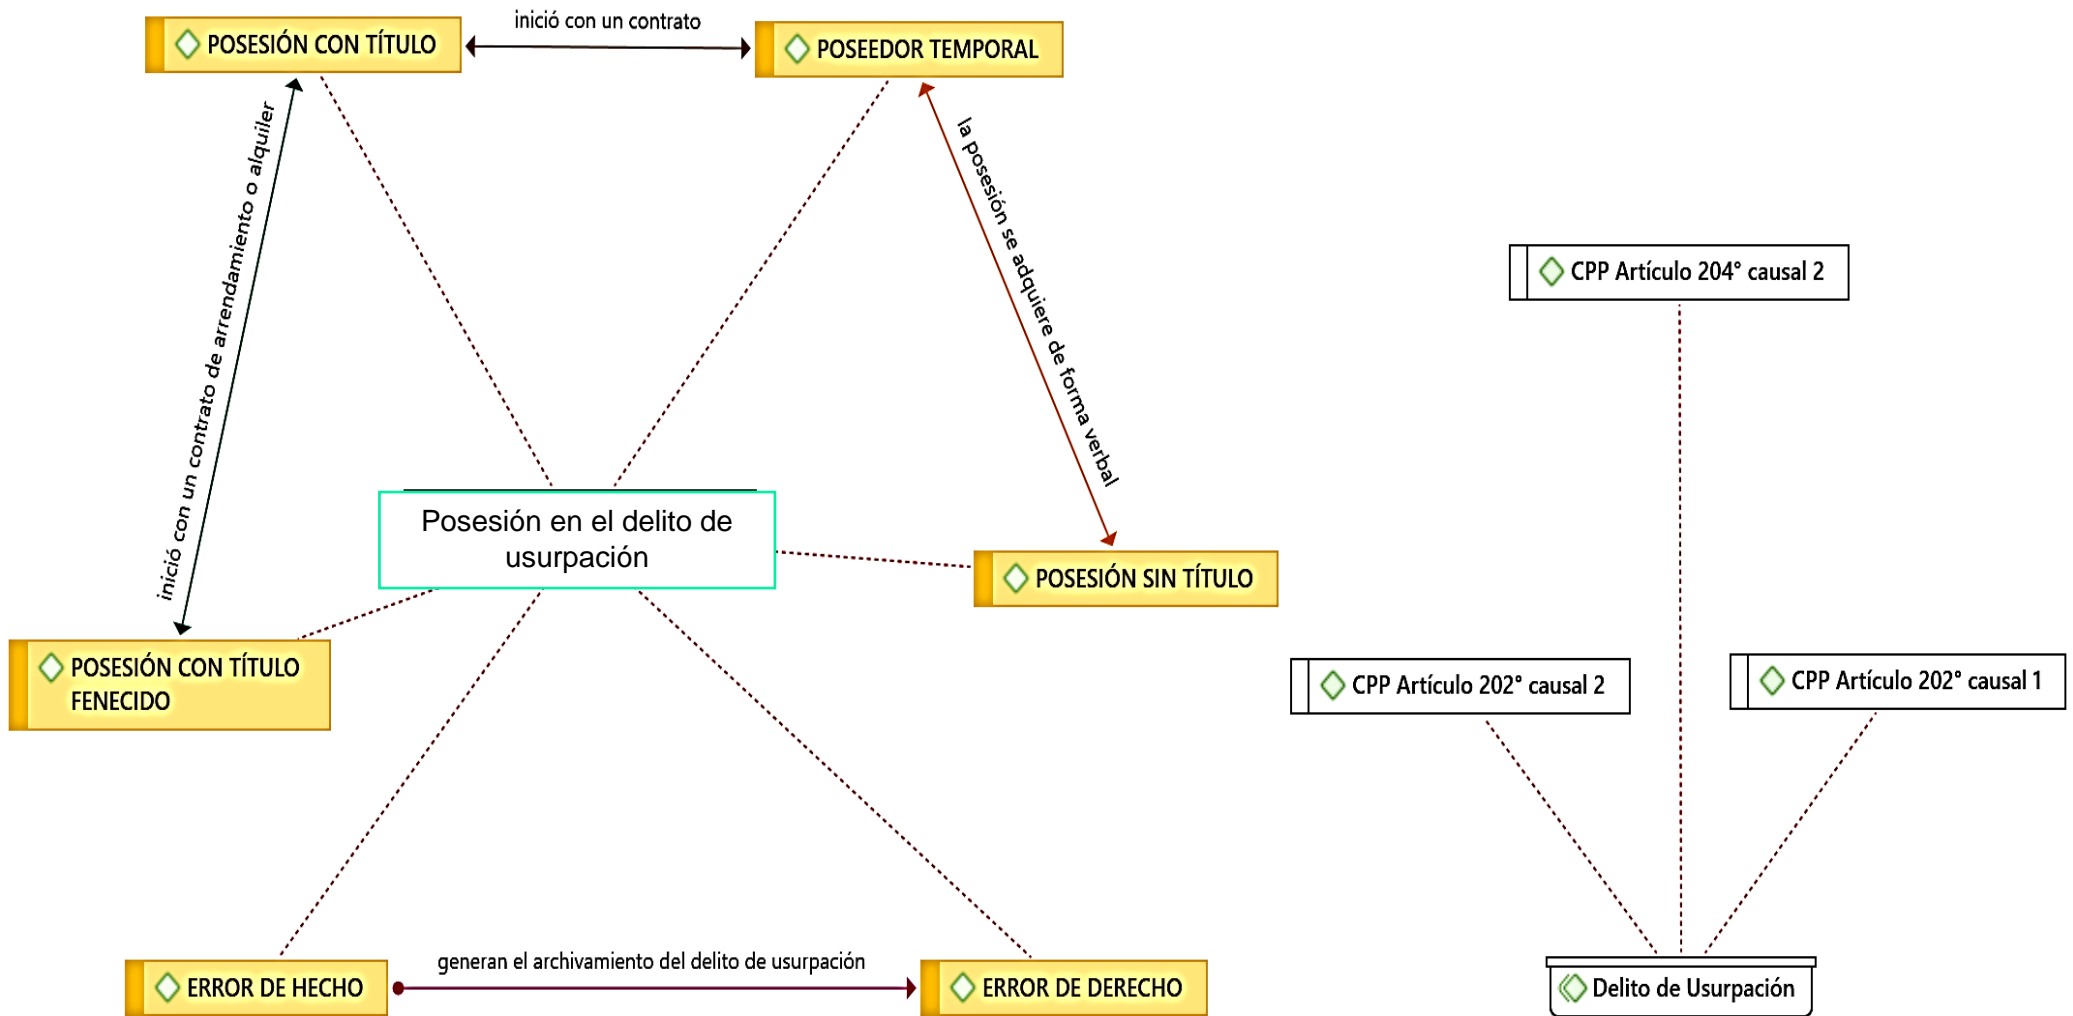 inició con un contrato
POSESIÓN CON TÍTULO
POSEEDOR TEMPORAL
inició con un contrato de arrendamiento o alquiler
la posesión se adquiere de forma verbal
CPP Artículo 204° causal 2
Posesión en el delito de
usurpación
POSESIÓN SIN TÍTULO
POSESIÓN CON TÍTULO
FENECIDO
CPP Artículo 202° causal 2
CPP Artículo 202° causal 1
generan el archivamiento del delito de usurpación
ERROR DE HECHO
ERROR DE DERECHO
Delito de Usurpación